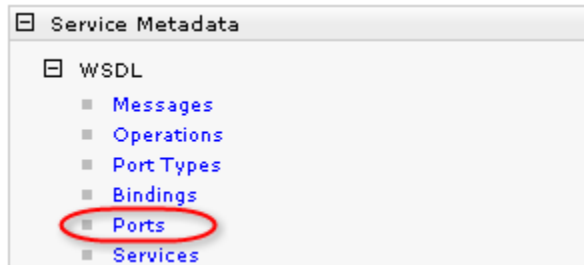 Service Metadata
WSDL
Messages
Operations
Port Types
Bindings
Ports
Services